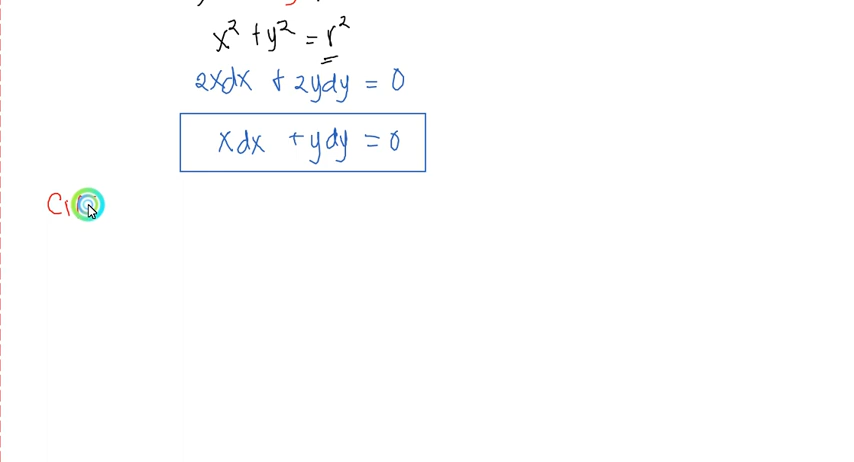 x² + y² = r²
2xdx + 2ydy = 0
xdx + ydy = 0